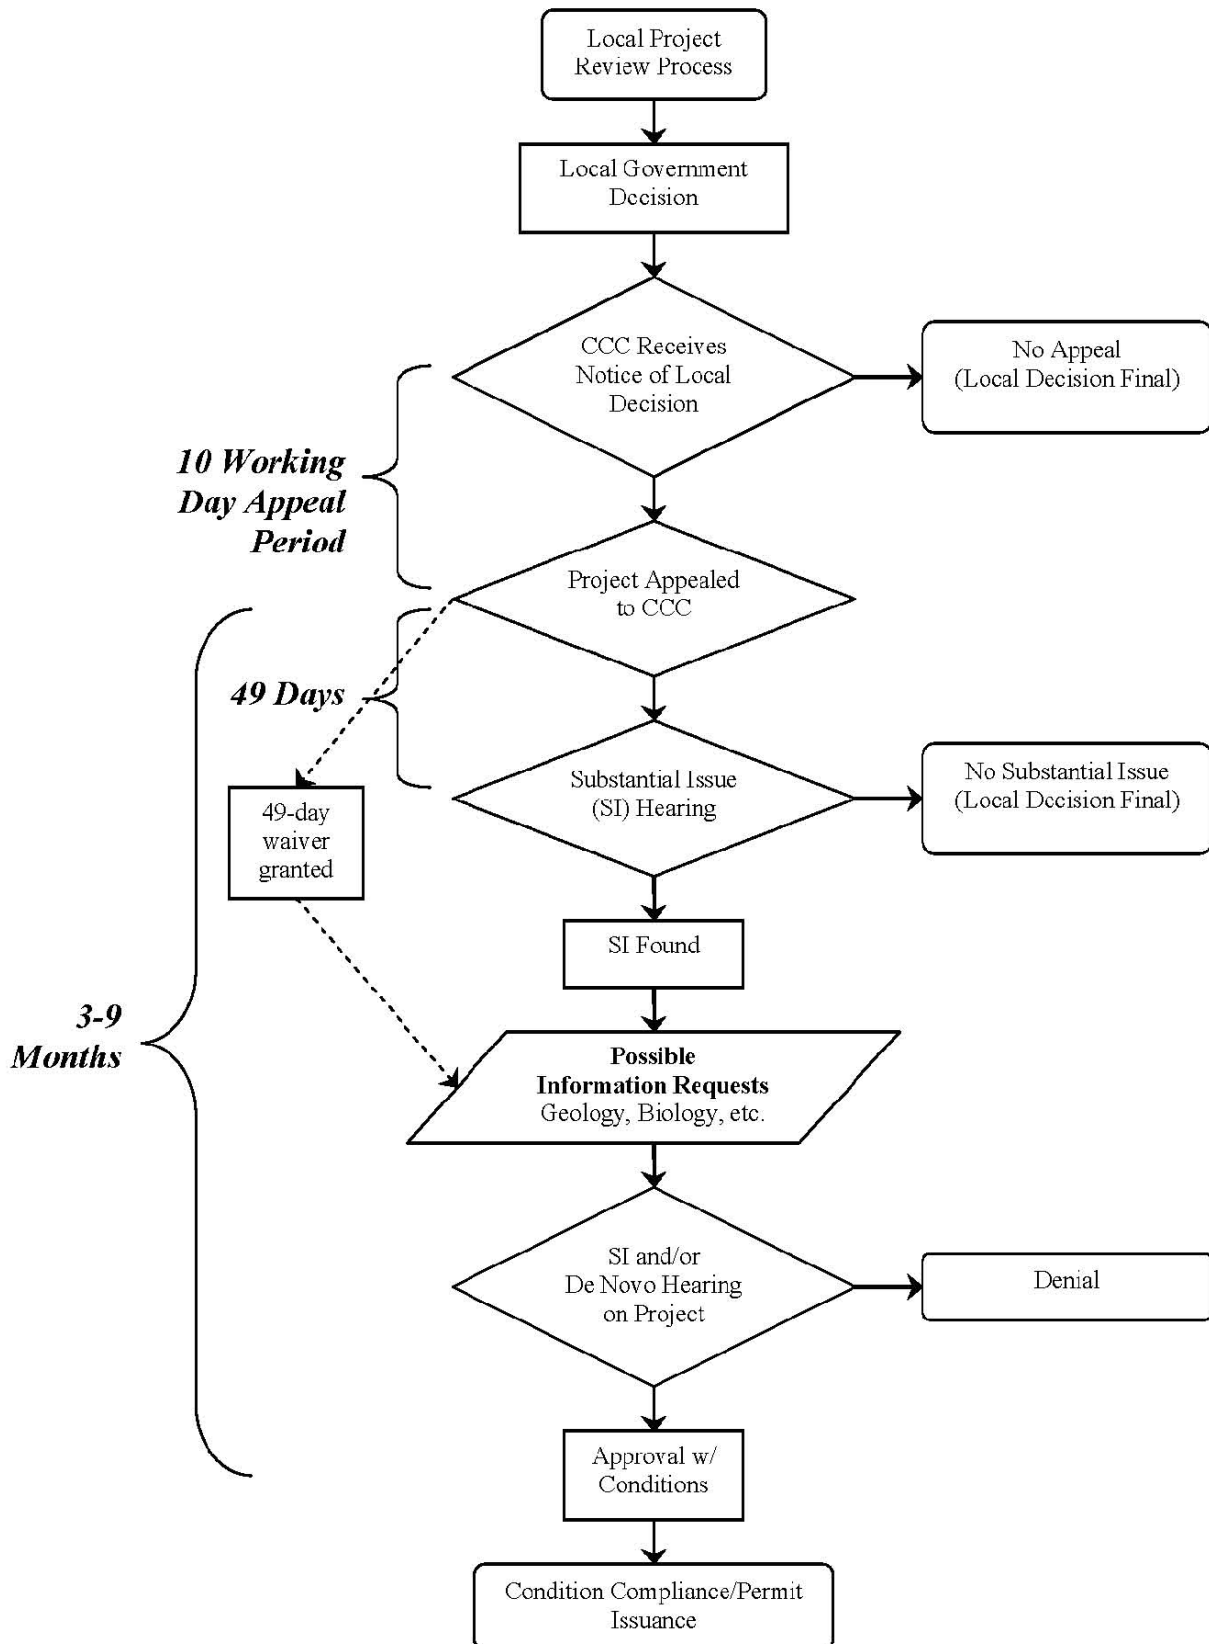 Local Project
Review Process
Local Government
Decision
CCC Receives
Notice of Local
Decision
No Appeal
(Local Decision Final)
10 Working
Day Appeal
Period
Project Appealed
to CCC
49 Days
Substantial Issue
(SI) Hearing
No Substantial Issue
(Local Decision Final)
49-day
waiver
granted
SI Found
3-9
Months
Possible
Information Requests
Geology, Biology, etc.
SI and/or
De Novo Hearing
on Project
Denial
Approval w/
Conditions
Condition Compliance/Permit
Issuance